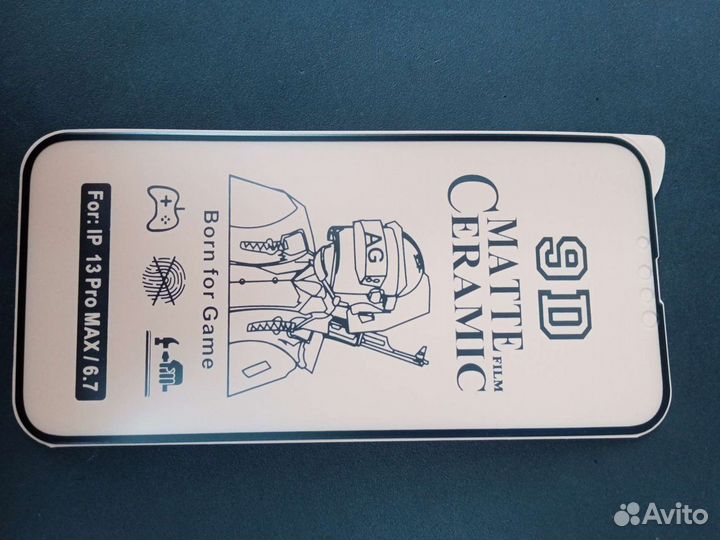 9D
MATTE FILM
CERAMIC
AG
Born for Game
For: IP 13 Pro MAX / 6.7
Avito